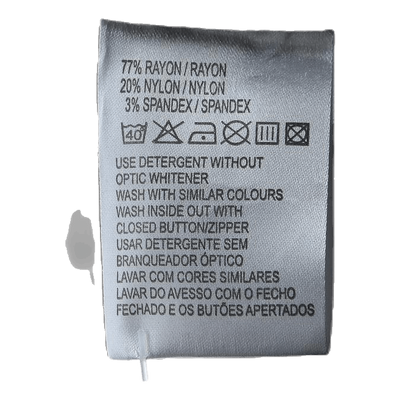 77% RAYON / RAYON
20% NYLON / NYLON
3% SPANDEX / SPANDEX
40
USE DETERGENT WITHOUT
OPTIC WHITENER
WASH WITH SIMILAR COLOURS
WASH INSIDE OUT WITH
CLOSED BUTTON/ZIPPER
USAR DETERGENTE SEM
BRANQUEADOR ÓPTICO
LAVAR COM CORES SIMILARES
LAVAR DO AVESSO COM O FECHO
FECHADO E OS BUTÕES APERTADOS